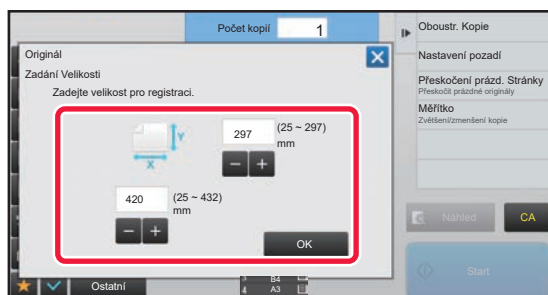 Počet kopií 1
Originál
Zadání Velikosti
Zadejte velikost pro registraci.
Y
X
297
(25 ~ 297)
mm
420
(25 ~ 432)
mm
OK
Oboustr. Kopie
Nastavení pozadí
Přeskočení prázd. Stránky
Přeskočit prázdné originály
Měřítko
Zvětšení/zmenšení kopie
Náhled
CA
Start
Ostatní
3 B4
4 A3